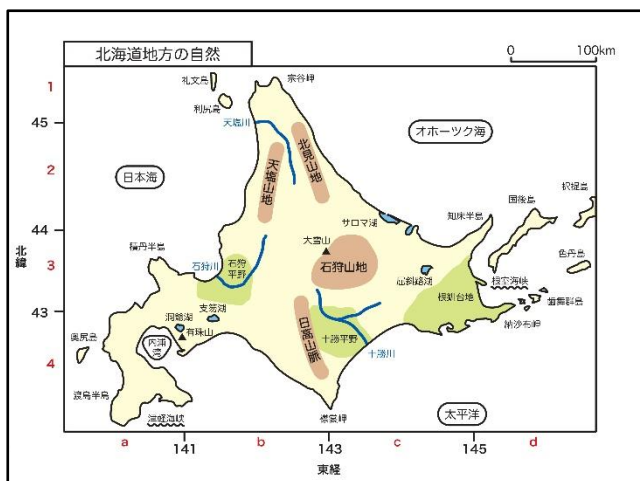 北海道地方の自然
0 100km
1
礼文島
宗谷岬
利尻島
45
天塩川
オホーツク海
北見山地
2
天塩山地
日本海
択捉島
国後島
サロマ湖
知床半島
44
北緯
大雪山
色丹島
積丹半島
石狩川
石狩平野
3
石狩山地
屈斜路湖
根釧台地
根室海峡
歯舞群島
43
支笏湖
洞爺湖
納沙布岬
有珠山
日高山脈
十勝平野
奥尻島
内浦湾
十勝川
4
渡島半島
津軽海峡
襟裳岬
太平洋
a b c d
141 143 145
東経